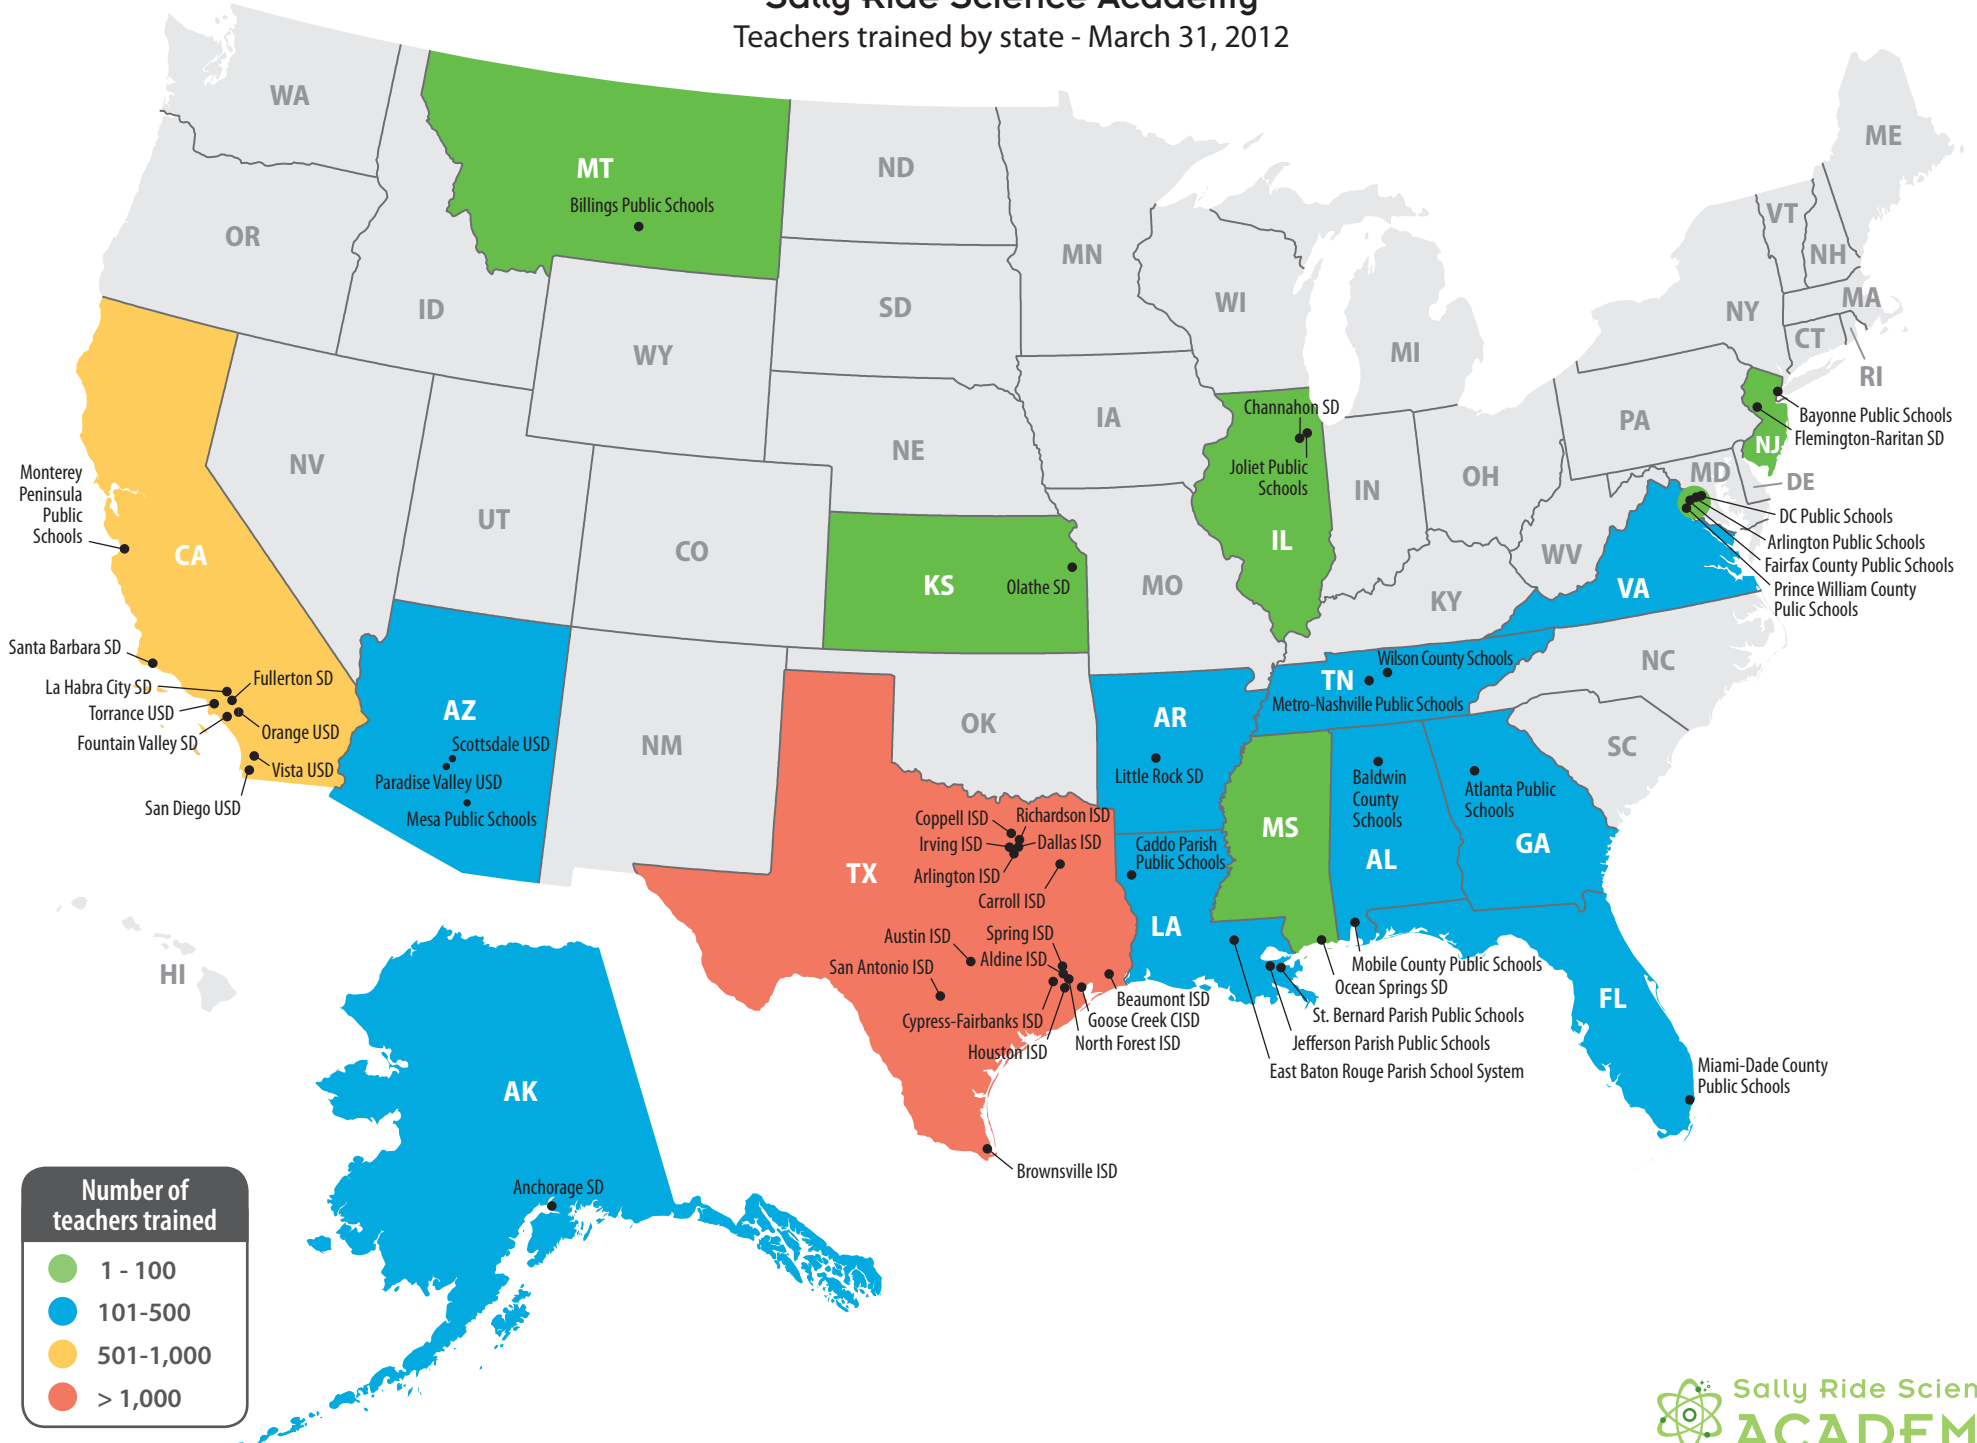 Sally Ride Science Academy
Teachers trained by state - March 31, 2012
WA
OR
ID
MT
Billings Public Schools
ND
SD
WY
NE
MN
WI
IA
MI
NV
UT
CO
KS
Olathe SD
MO
IL
Channahon SD
Joliet Public
Schools
IN
OH
KY
WV
PA
NY
VT
NH
ME
MA
CT
RI
NJ
Bayonne Public Schools
Flemington-Raritan SD
MD
DE
DC Public Schools
Arlington Public Schools
Fairfax County Public Schools
Prince William County
Pulic Schools
VA
NC
SC
CA
Monterey
Peninsula
Public
Schools
Santa Barbara SD
La Habra City SD
Fullerton SD
Torrance USD
Orange USD
Fountain Valley SD
Vista USD
San Diego USD
AZ
Scottsdale USD
Paradise Valley USD
Mesa Public Schools
NM
OK
TX
Coppell ISD
Richardson ISD
Irving ISD
Dallas ISD
Arlington ISD
Carroll ISD
Austin ISD
Spring ISD
Aldine ISD
San Antonio ISD
Beaumont ISD
Cypress-Fairbanks ISD
Goose Creek CISD
North Forest ISD
Houston ISD
Brownsville ISD
AR
Little Rock SD
TN
Wilson County Schools
Metro-Nashville Public Schools
Caddo Parish
Public Schools
LA
MS
Baldwin
County
Schools
AL
Atlanta Public
Schools
GA
Mobile County Public Schools
Ocean Springs SD
St. Bernard Parish Public Schools
Jefferson Parish Public Schools
East Baton Rouge Parish School System
FL
Miami-Dade County
Public Schools
HI
AK
Anchorage SD
Number of
teachers trained
1 - 100
101-500
501-1,000
> 1,000
Sally Ride Scien
ACADEM